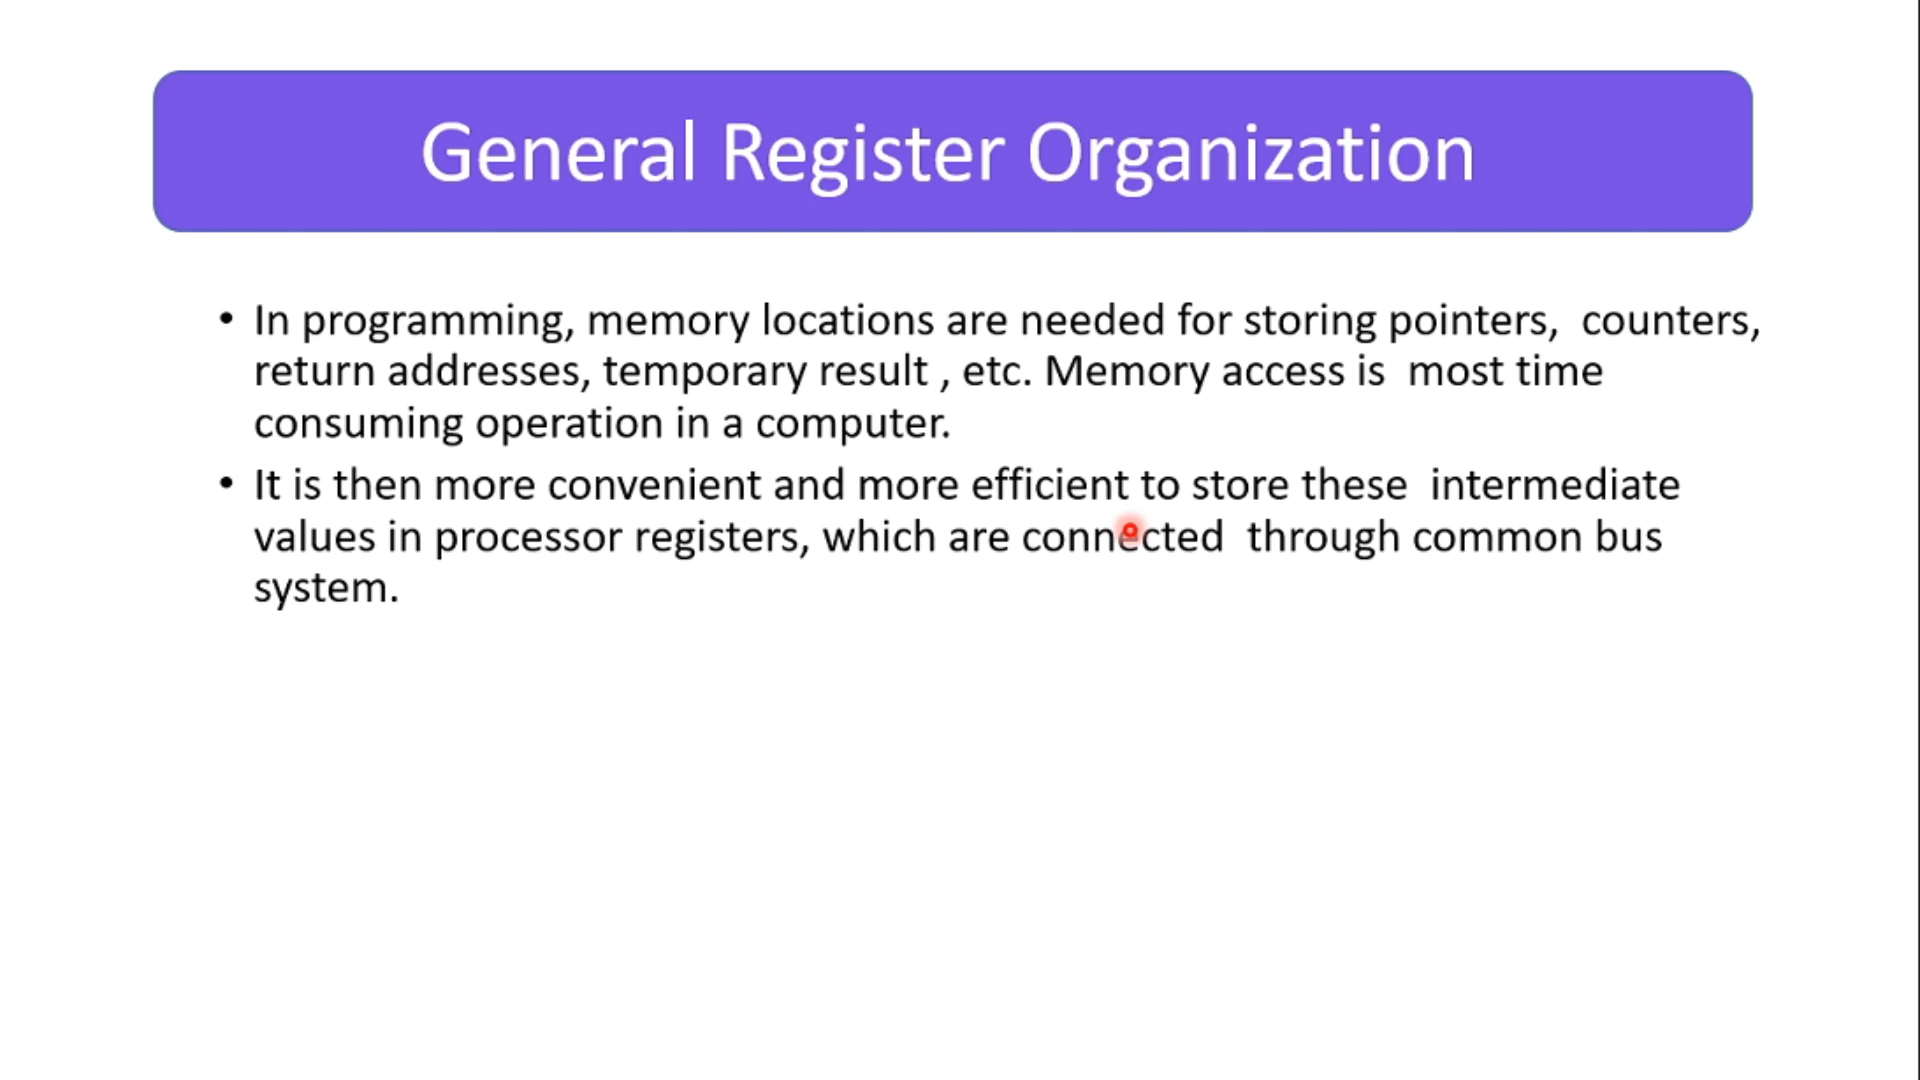 General Register Organization
• In programming, memory locations are needed for storing pointers, counters,
return addresses, temporary result , etc. Memory access is most time
consuming operation in a computer.
• It is then more convenient and more efficient to store these intermediate
values in processor registers, which are connected through common bus
system.